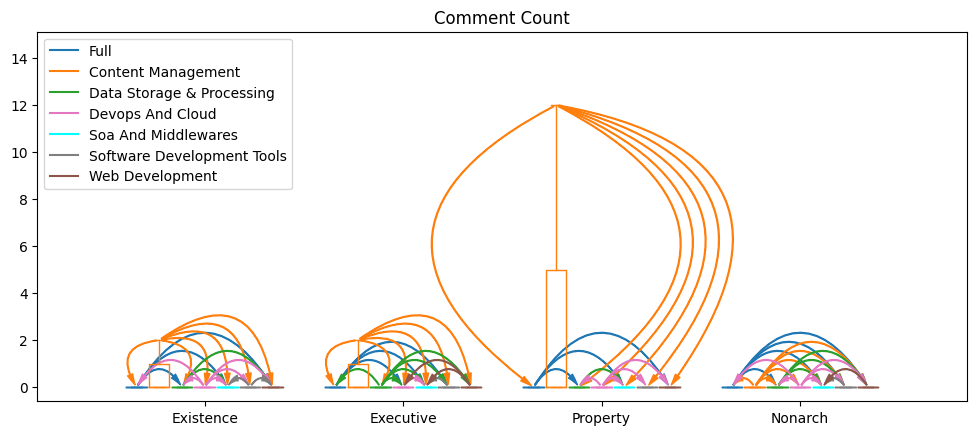 Comment Count
14
12
10
8
6
4
2
0
Full
Content Management
Data Storage & Processing
Devops And Cloud
Soa And Middlewares
Software Development Tools
Web Development
Existence
Executive
Property
Nonarch